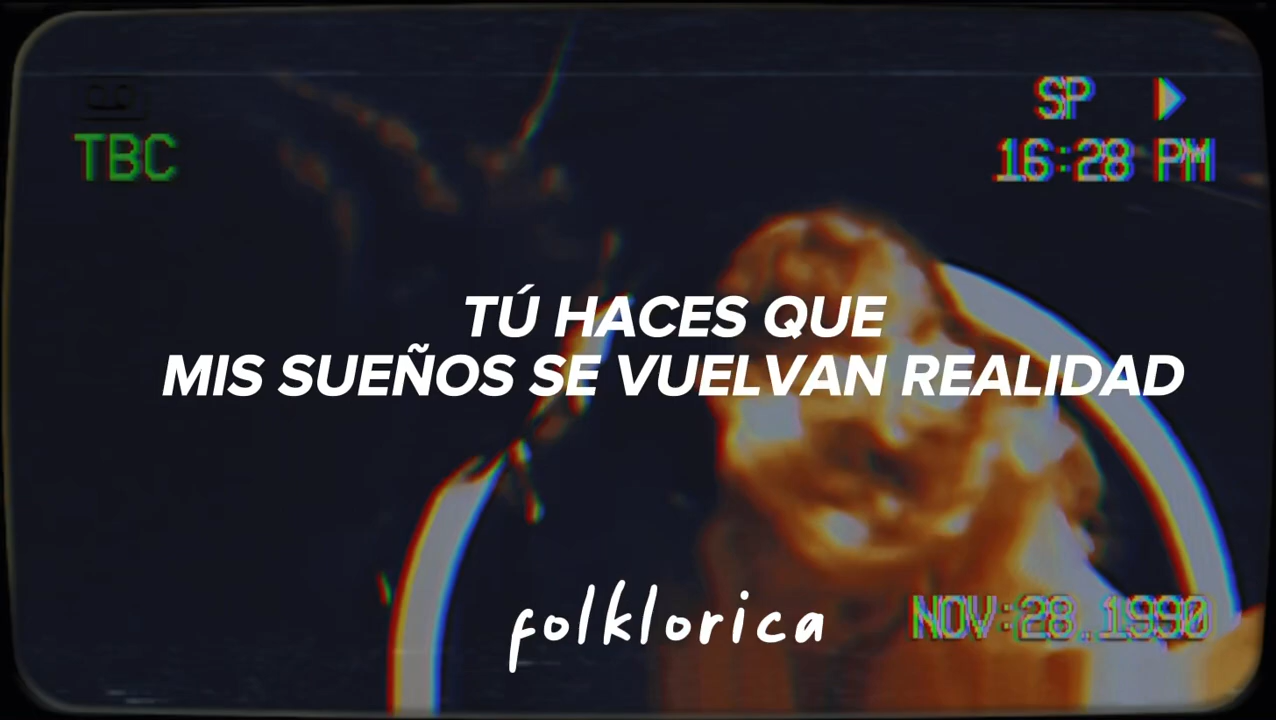 SP
TBC
16:28 PM
TÚ HACES QUE
MIS SUEÑOS SE VUELVAN REALIDAD
folklorica
NOV:28.1990